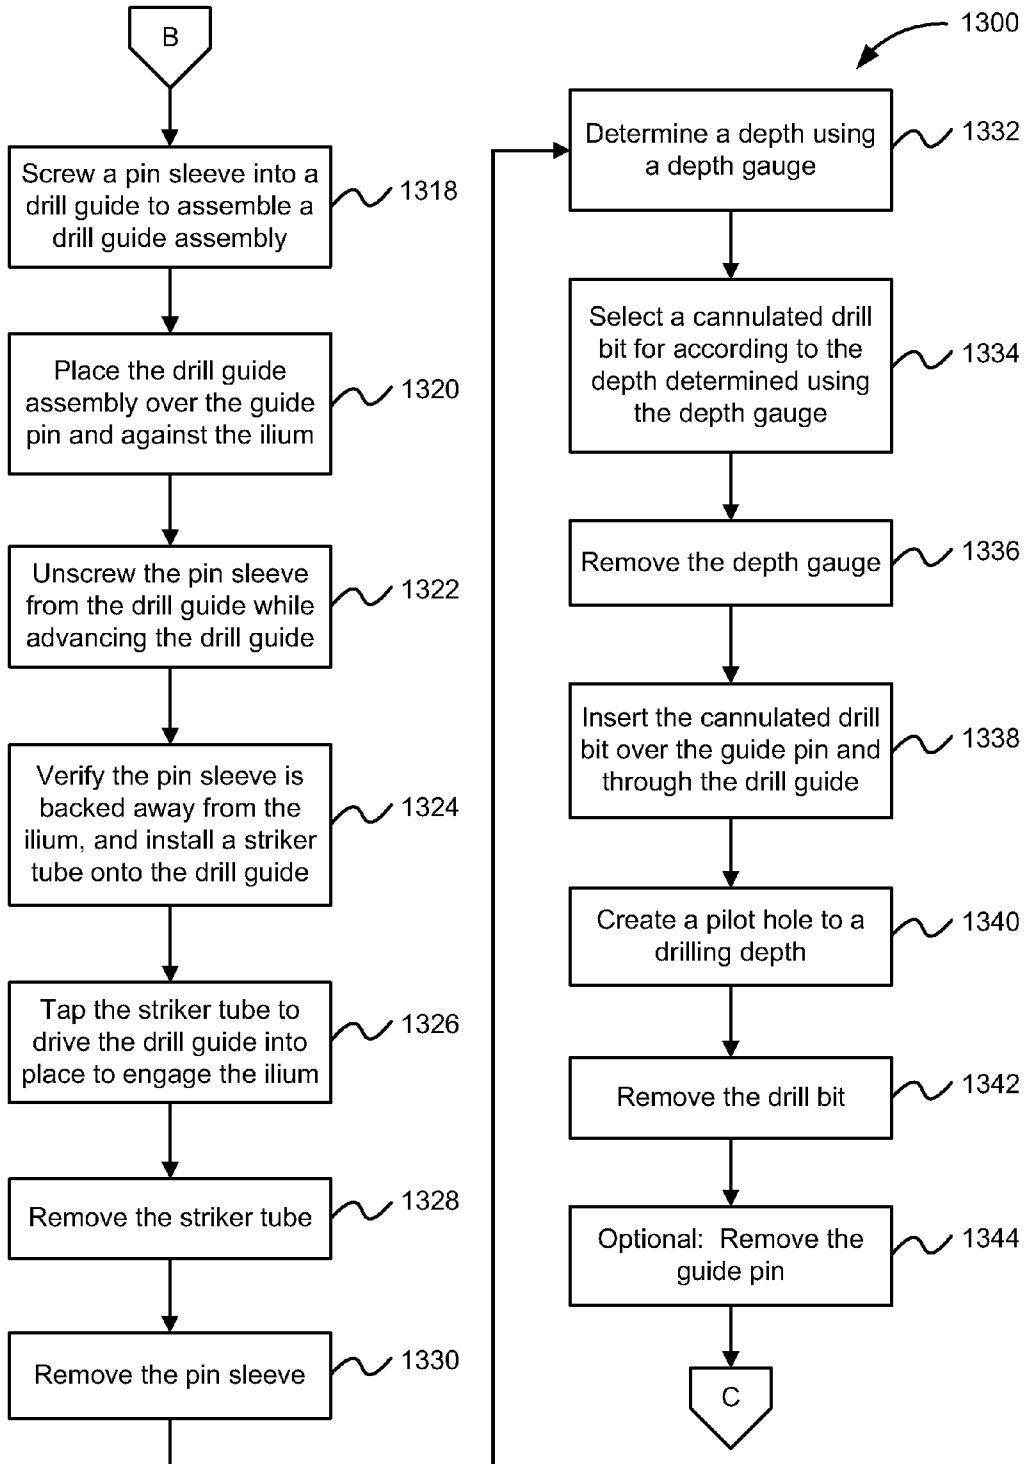 B
Screw a pin sleeve into a
drill guide to assemble a
drill guide assembly
1318
Place the drill guide
assembly over the guide
pin and against the ilium
1320
Unscrew the pin sleeve
from the drill guide while
advancing the drill guide
1322
Verify the pin sleeve is
backed away from the
ilium, and install a striker
tube onto the drill guide
1324
Tap the striker tube to
drive the drill guide into
place to engage the ilium
1326
Remove the striker tube
1328
Remove the pin sleeve
1330
1300
Determine a depth using
a depth gauge
1332
Select a cannulated drill
bit for according to the
depth determined using
the depth gauge
1334
Remove the depth gauge
1336
Insert the cannulated drill
bit over the guide pin and
through the drill guide
1338
Create a pilot hole to a
drilling depth
1340
Remove the drill bit
1342
Optional: Remove the
guide pin
1344
C